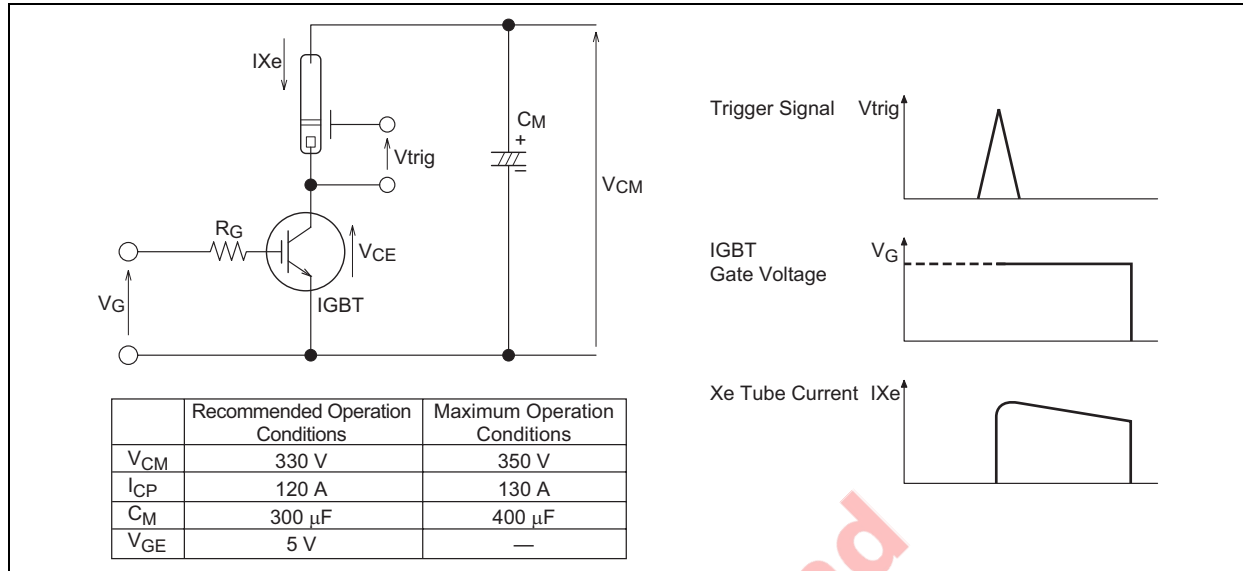 IXe
Vtrig
CM
+
–
VCM
RG
VCE
VG
IGBT
Recommended Operation Conditions
Maximum Operation Conditions
VCM 330 V 350 V
ICP 120 A 130 A
CM 300 μF 400 μF
VGE 5 V —
Trigger Signal Vtrig
IGBT Gate Voltage VG
Xe Tube Current IXe